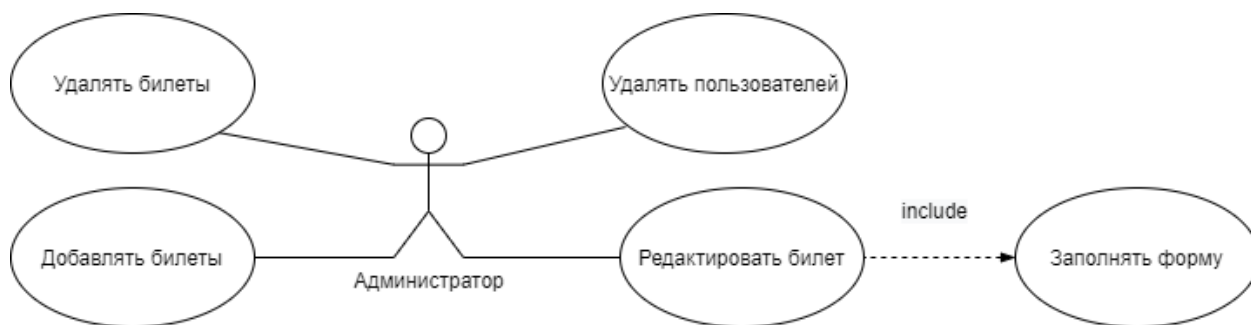 Удалять билеты
Удалять пользователей
include
Добавлять билеты
Редактировать билет
Заполнять форму
Администратор